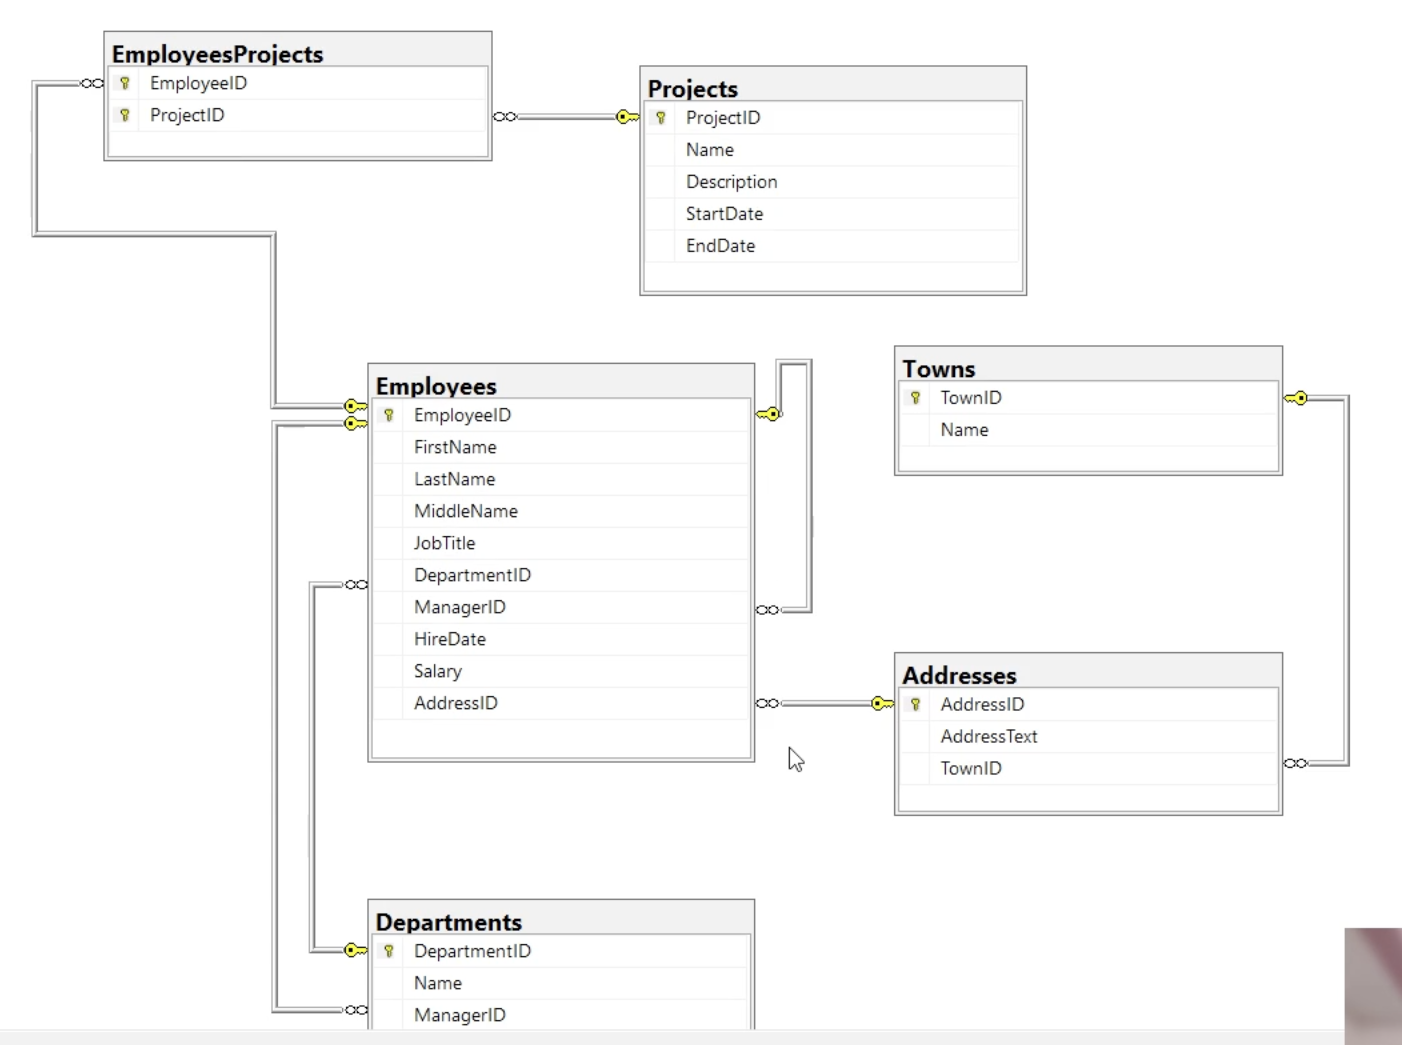 EmployeesProjects
EmployeeID
ProjectID
Projects
ProjectID
Name
Description
StartDate
EndDate
Employees
EmployeeID
FirstName
LastName
MiddleName
JobTitle
DepartmentID
ManagerID
HireDate
Salary
AddressID
Towns
TownID
Name
Addresses
AddressID
AddressText
TownID
Departments
DepartmentID
Name
ManagerID